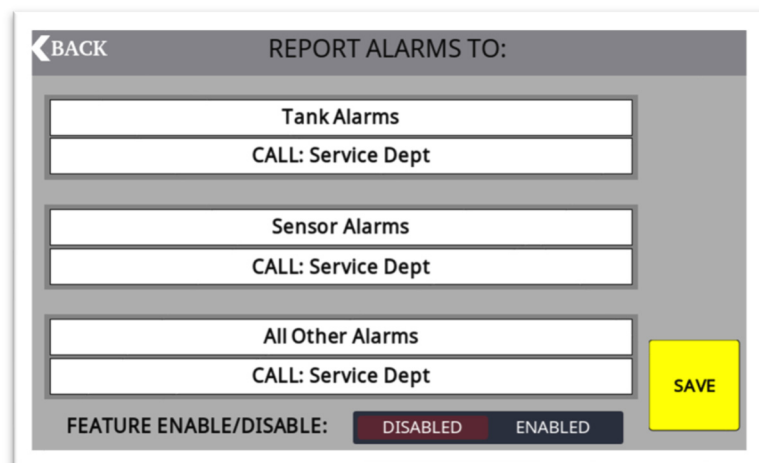 BACK
REPORT ALARMS TO:
Tank Alarms
CALL: Service Dept
Sensor Alarms
CALL: Service Dept
All Other Alarms
CALL: Service Dept
SAVE
FEATURE ENABLE/DISABLE: DISABLED ENABLED